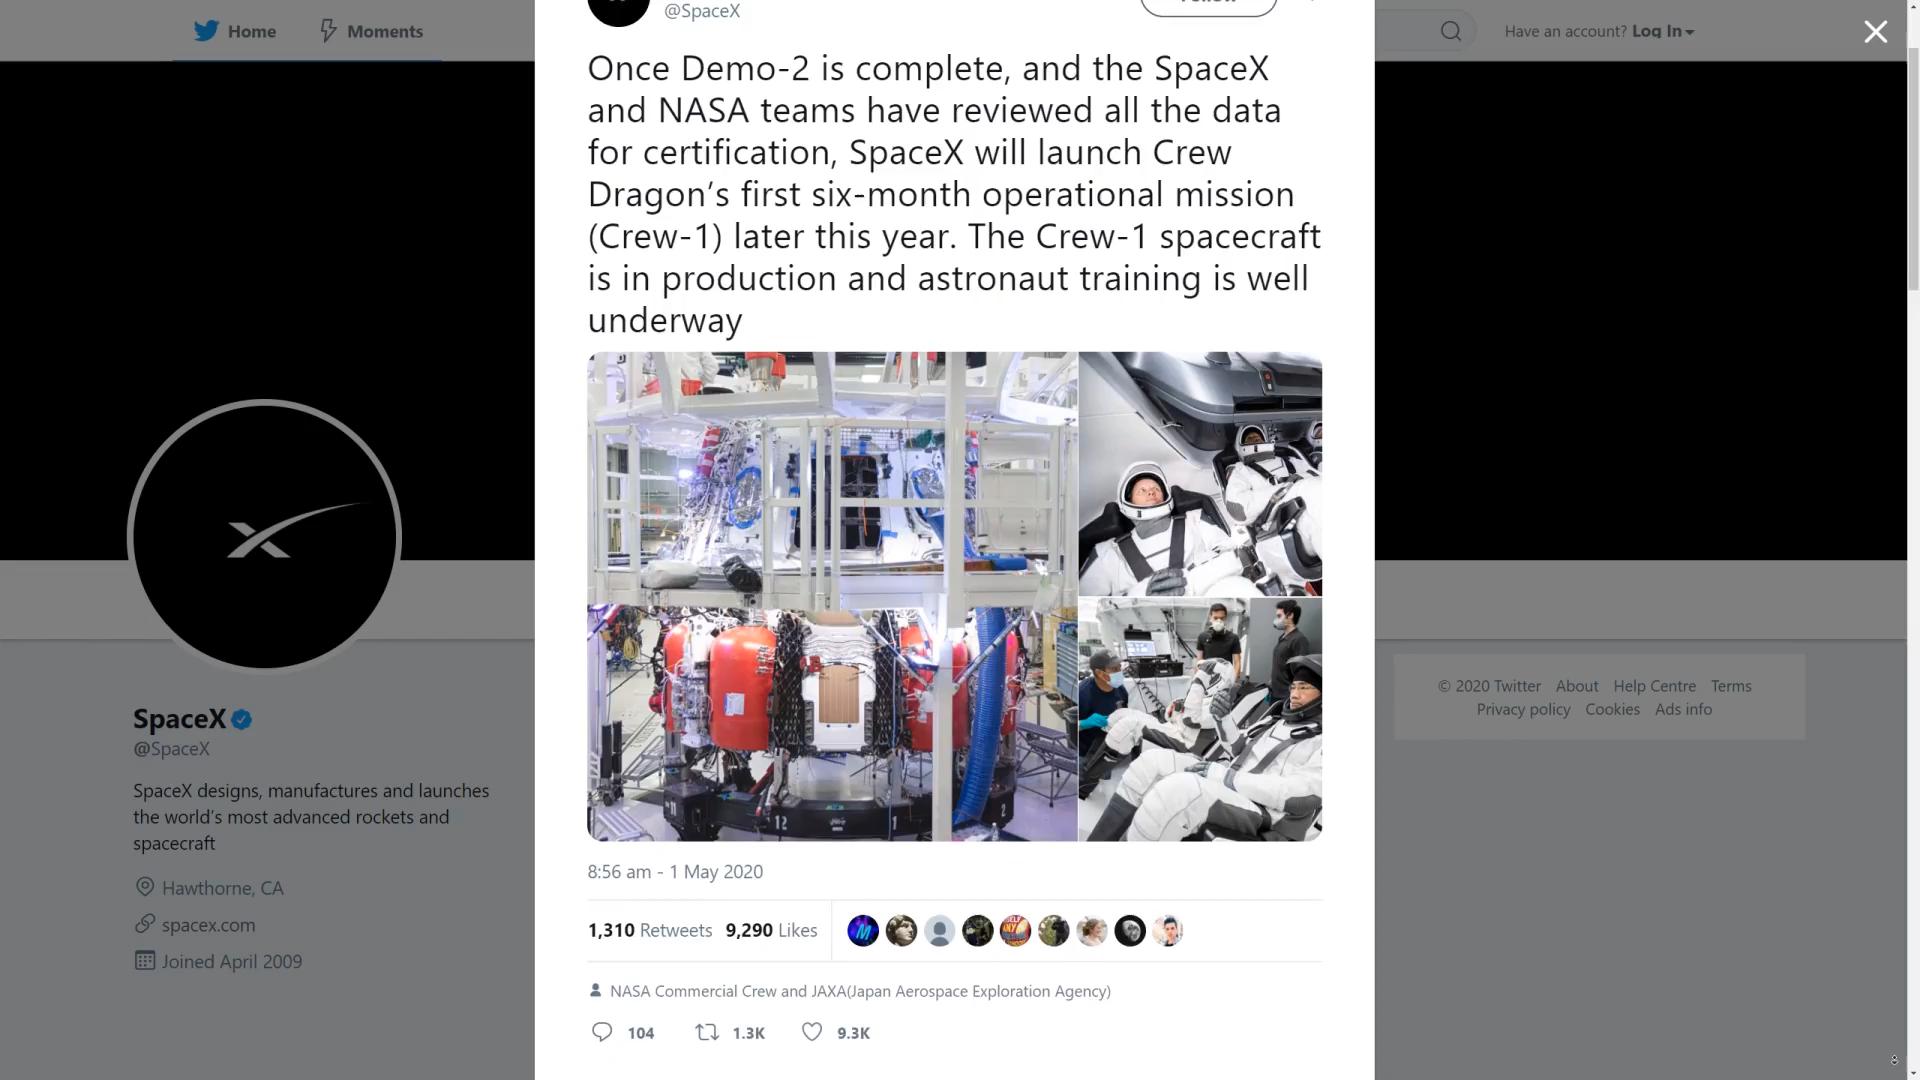 Home
Moments
Have an account? Log In
@SpaceX
Once Demo-2 is complete, and the SpaceX
and NASA teams have reviewed all the data
for certification, SpaceX will launch Crew
Dragon’s first six-month operational mission
(Crew-1) later this year. The Crew-1 spacecraft
is in production and astronaut training is well
underway
12
1
2
8:56 am - 1 May 2020
1,310 Retweets 9,290 Likes
NASA Commercial Crew and JAXA(Japan Aerospace Exploration Agency)
104
1.3K
9.3K
SpaceX
@SpaceX
SpaceX designs, manufactures and launches
the world’s most advanced rockets and
spacecraft
Hawthorne, CA
spacex.com
Joined April 2009
© 2020 Twitter About Help Centre Terms
Privacy policy Cookies Ads info